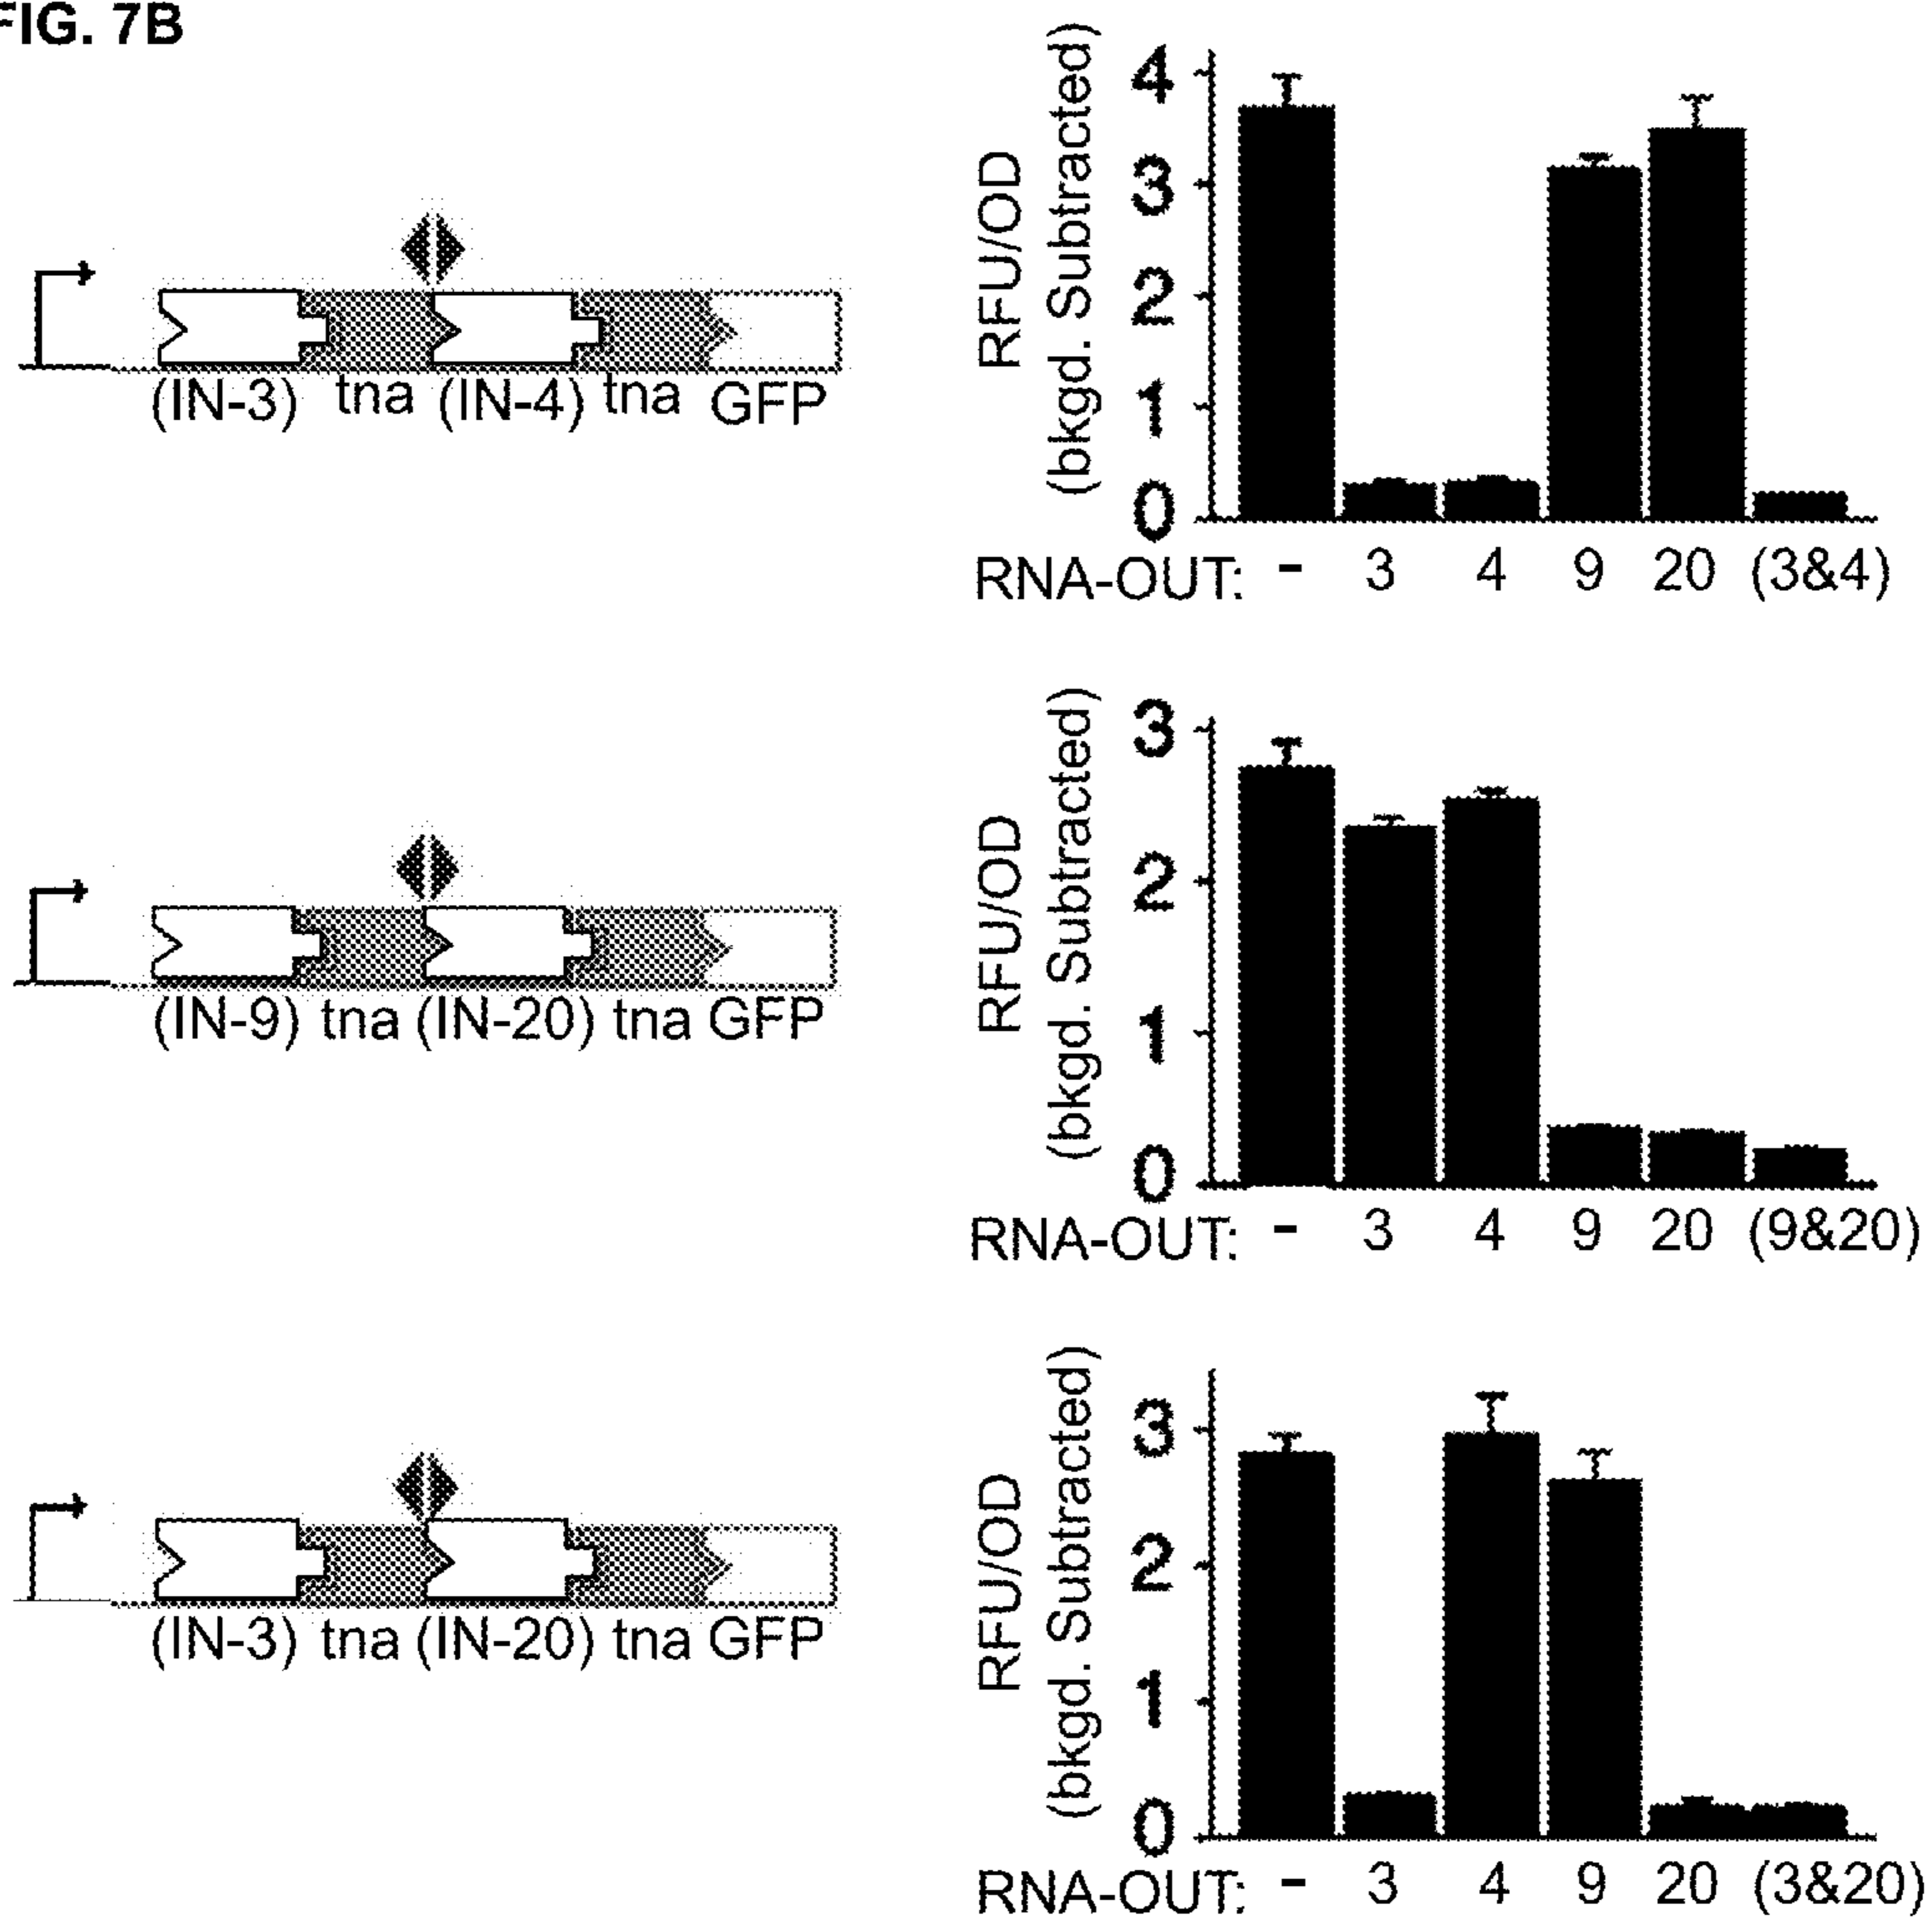 FIG. 7B
RFU/OD
(bkgd. Subtracted)
4
3
2
1
0
(IN-3) tna (IN-4) tna GFP
RNA-OUT: - 3 4 9 20 (3&4)
RFU/OD
(bkgd. Subtracted)
3
2
1
0
(IN-9) tna (IN-20) tna GFP
RNA-OUT: - 3 4 9 20 (9&20)
RFU/OD
(bkgd. Subtracted)
3
2
1
0
(IN-3) tna (IN-20) tna GFP
RNA-OUT: - 3 4 9 20 (3&20)